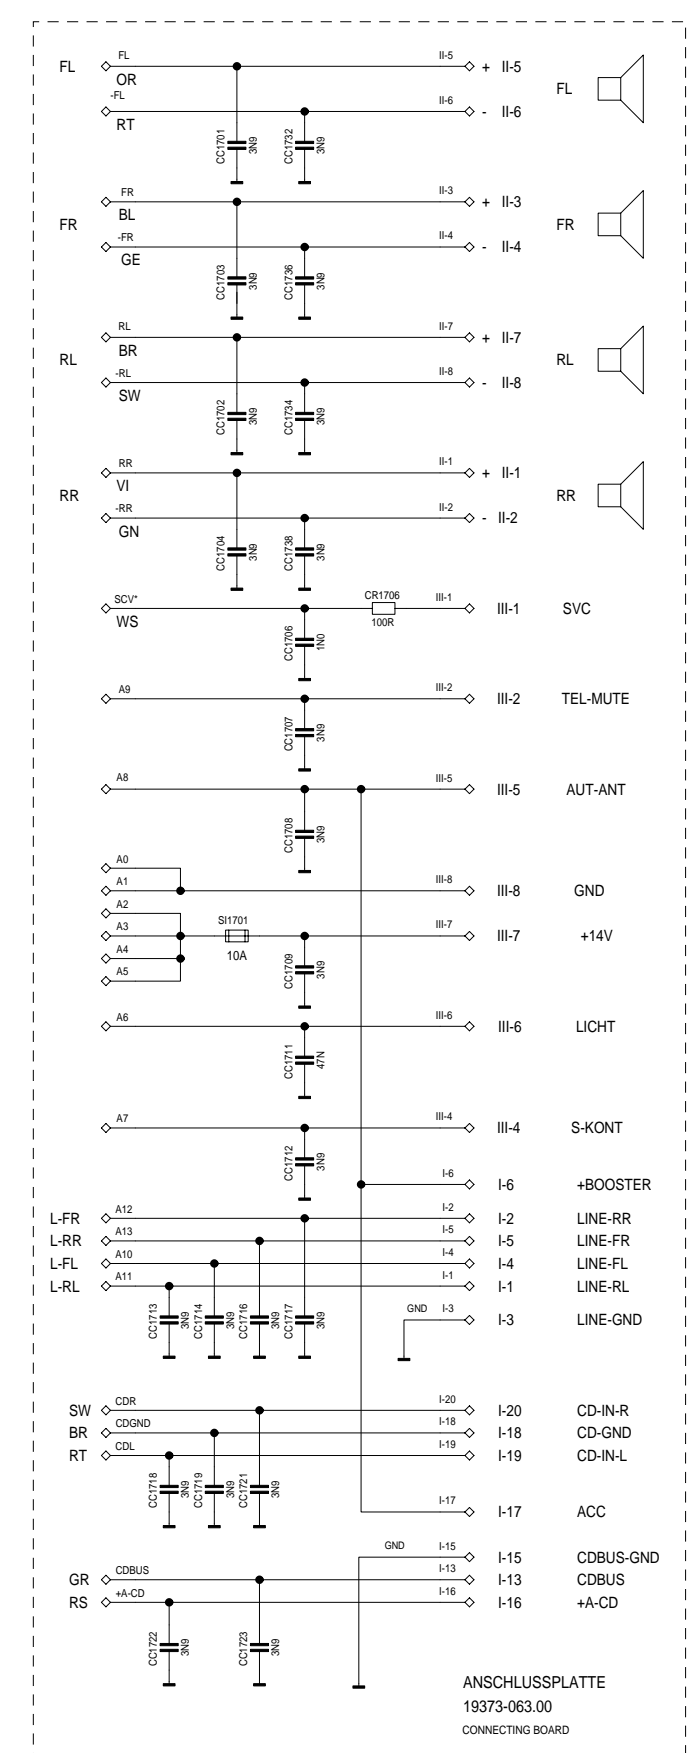 FL FL II-5 + II-5
OR FL
-FL II-6 - II-6
RT
CC1701 3N9 CC1732 3N9
FR II-3 + II-3
BL
FR FR
-FR II-4 - II-4
GE
CC1703 3N9 CC1736 3N9
RL II-7 + II-7
BR
RL RL
-RL II-8 - II-8
SW
CC1702 3N9 CC1734 3N9
RR II-1 + II-1
VI
RR RR
-RR II-2 - II-2
GN
CC1704 3N9 CC1738 3N9
SCV* CR1706 III-1 III-1 SVC
WS 100R
CC1706 1N0
A9 III-2 III-2 TEL-MUTE
CC1707 3N9
A8 III-5 III-5 AUT-ANT
CC1708 3N9
A0
A1 III-8 III-8 GND
A2
A3 SI1701 III-7 III-7 +14V
10A
A4
A5
CC1709 3N9
A6 III-6 III-6 LICHT
CC1711 47N
A7 III-4 III-4 S-KONT
CC1712 3N9
I-6 I-6 +BOOSTER
L-FR A12 I-2 I-2 LINE-RR
L-RR A13 I-5 I-5 LINE-FR
L-FL A10 I-4 I-4 LINE-FL
L-RL A11 I-1 I-1 LINE-RL
GND I-3 I-3 LINE-GND
CC1713 3N9 CC1714 3N9 CC1716 3N9 CC1717 3N9
SW CDR I-20 I-20 CD-IN-R
BR CDGND I-18 I-18 CD-GND
RT CDL I-19 I-19 CD-IN-L
CC1718 3N9 CC1719 3N9 CC1721 3N9
I-17 I-17 ACC
GND I-15 I-15 CDBUS-GND
GR CDBUS I-13 I-13 CDBUS
RS +A-CD I-16 I-16 +A-CD
CC1722 3N9 CC1723 3N9
ANSCHLUSSPLATTE
19373-063.00
CONNECTING BOARD